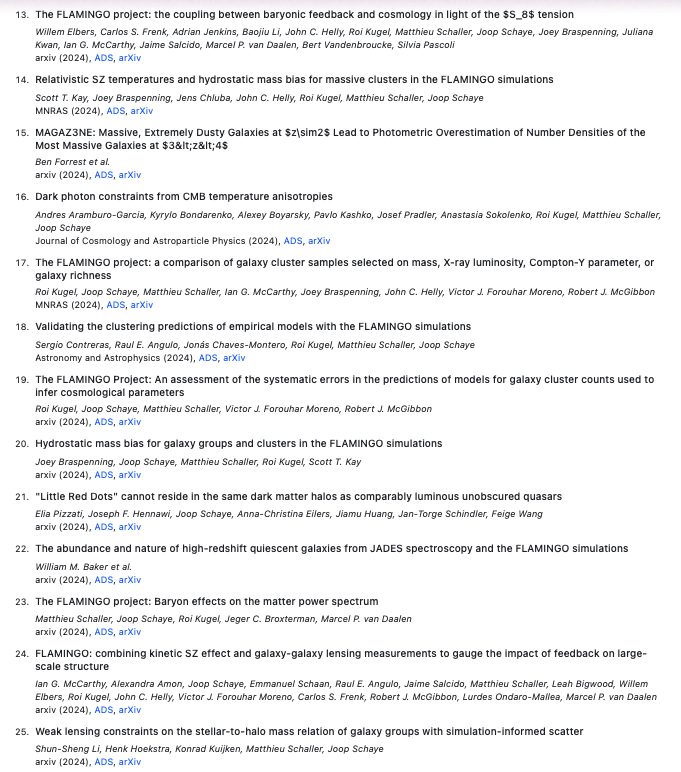 13. The FLAMINGO project: the coupling between baryonic feedback and cosmology in light of the $S_8$ tension
Willem Elbers, Carlos S. Frenk, Adrian Jenkins, Baojiu Li, John C. Helly, Roi Kugel, Matthieu Schaller, Joop Schaye, Joey Braspenning, Juliana
Kwan, Ian G. McCarthy, Jaime Salcido, Marcel P. van Daalen, Bert Vandenbroucke, Silvia Pascoli
arxiv (2024), ADS, arXiv
14. Relativistic SZ temperatures and hydrostatic mass bias for massive clusters in the FLAMINGO simulations
Scott T. Kay, Joey Braspenning, Jens Chluba, John C. Helly, Roi Kugel, Matthieu Schaller, Joop Schaye
MNRAS (2024), ADS, arXiv
15. MAGAZ3NE: Massive, Extremely Dusty Galaxies at $z\sim2$ Lead to Photometric Overestimation of Number Densities of the
Most Massive Galaxies at $3&lt;z&lt;4$
Ben Forrest et al.
arxiv (2024), ADS, arXiv
16. Dark photon constraints from CMB temperature anisotropies
Andres Aramburo-Garcia, Kyrylo Bondarenko, Alexey Boyarsky, Pavlo Kashko, Josef Pradler, Anastasia Sokolenko, Roi Kugel, Matthieu Schaller,
Joop Schaye
Journal of Cosmology and Astroparticle Physics (2024), ADS, arXiv
17. The FLAMINGO project: a comparison of galaxy cluster samples selected on mass, X-ray luminosity, Compton-Y parameter, or
galaxy richness
Roi Kugel, Joop Schaye, Matthieu Schaller, Ian G. McCarthy, Joey Braspenning, John C. Helly, Victor J. Forouhar Moreno, Robert J. McGibbon
MNRAS (2024), ADS, arXiv
18. Validating the clustering predictions of empirical models with the FLAMINGO simulations
Sergio Contreras, Raul E. Angulo, Jonás Chaves-Montero, Roi Kugel, Matthieu Schaller, Joop Schaye
Astronomy and Astrophysics (2024), ADS, arXiv
19. The FLAMINGO Project: An assessment of the systematic errors in the predictions of models for galaxy cluster counts used to
infer cosmological parameters
Roi Kugel, Joop Schaye, Matthieu Schaller, Victor J. Forouhar Moreno, Robert J. McGibbon
arxiv (2024), ADS, arXiv
20. Hydrostatic mass bias for galaxy groups and clusters in the FLAMINGO simulations
Joey Braspenning, Joop Schaye, Matthieu Schaller, Roi Kugel, Scott T. Kay
arxiv (2024), ADS, arXiv
21. "Little Red Dots" cannot reside in the same dark matter halos as comparably luminous unobscured quasars
Elia Pizzati, Joseph F. Hennawi, Joop Schaye, Anna-Christina Eilers, Jiamu Huang, Jan-Torge Schindler, Feige Wang
arxiv (2024), ADS, arXiv
22. The abundance and nature of high-redshift quiescent galaxies from JADES spectroscopy and the FLAMINGO simulations
William M. Baker et al.
arxiv (2024), ADS, arXiv
23. The FLAMINGO project: Baryon effects on the matter power spectrum
Matthieu Schaller, Joop Schaye, Roi Kugel, Jeger C. Broxterman, Marcel P. van Daalen
arxiv (2024), ADS, arXiv
24. FLAMINGO: combining kinetic SZ effect and galaxy-galaxy lensing measurements to gauge the impact of feedback on large-
scale structure
Ian G. McCarthy, Alexandra Amon, Joop Schaye, Emmanuel Schaan, Raul E. Angulo, Jaime Salcido, Matthieu Schaller, Leah Bigwood, Willem
Elbers, Roi Kugel, John C. Helly, Victor J. Forouhar Moreno, Carlos S. Frenk, Robert J. McGibbon, Lurdes Ondaro-Mallea, Marcel P. van Daalen
arxiv (2024), ADS, arXiv
25. Weak lensing constraints on the stellar-to-halo mass relation of galaxy groups with simulation-informed scatter
Shun-Sheng Li, Henk Hoekstra, Konrad Kuijken, Matthieu Schaller, Joop Schaye
arxiv (2024), ADS, arXiv